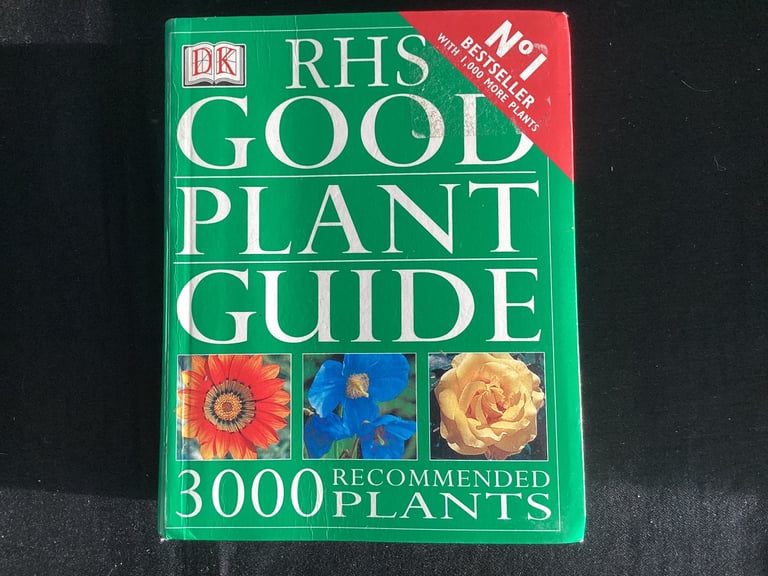 DK
RHS
GOOD
PLANT
GUIDE
Nº1
BESTSELLER
WITH 1,000 MORE PLANTS
3000 RECOMMENDED
PLANTS